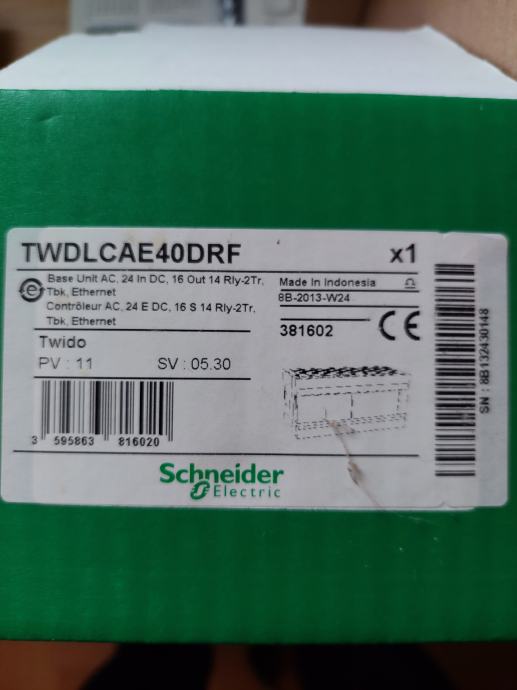 TWDLCAE40DRF x1
Base Unit AC, 24 In DC, 16 Out 14 Rly-2Tr,
Tbk, Ethernet
Contrôleur AC, 24 E DC, 16 S 14 Rly-2Tr,
Tbk, Ethernet
Twido
PV : 11 SV : 05.30
Made In Indonesia
8B-2013-W24
381602 CE
3 595863 816020
SN : 8B132430148
Schneider
Electric